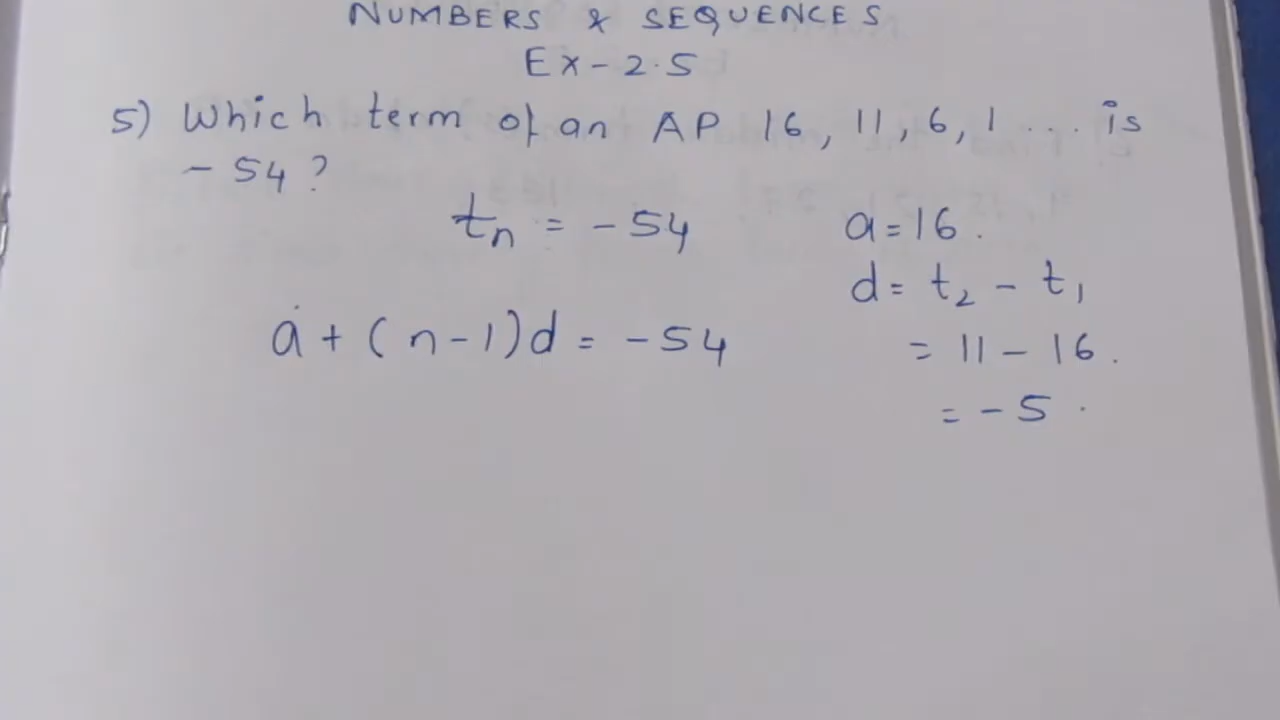 NUMBERS & SEQUENCES
Ex - 2.5
5) Which term of an AP 16, 11, 6, 1 ... is
- 54 ?
tn = - 54
a = 16 .
d = t2 - t1
a + ( n - 1 ) d = - 54
= 11 - 16 .
= - 5 .